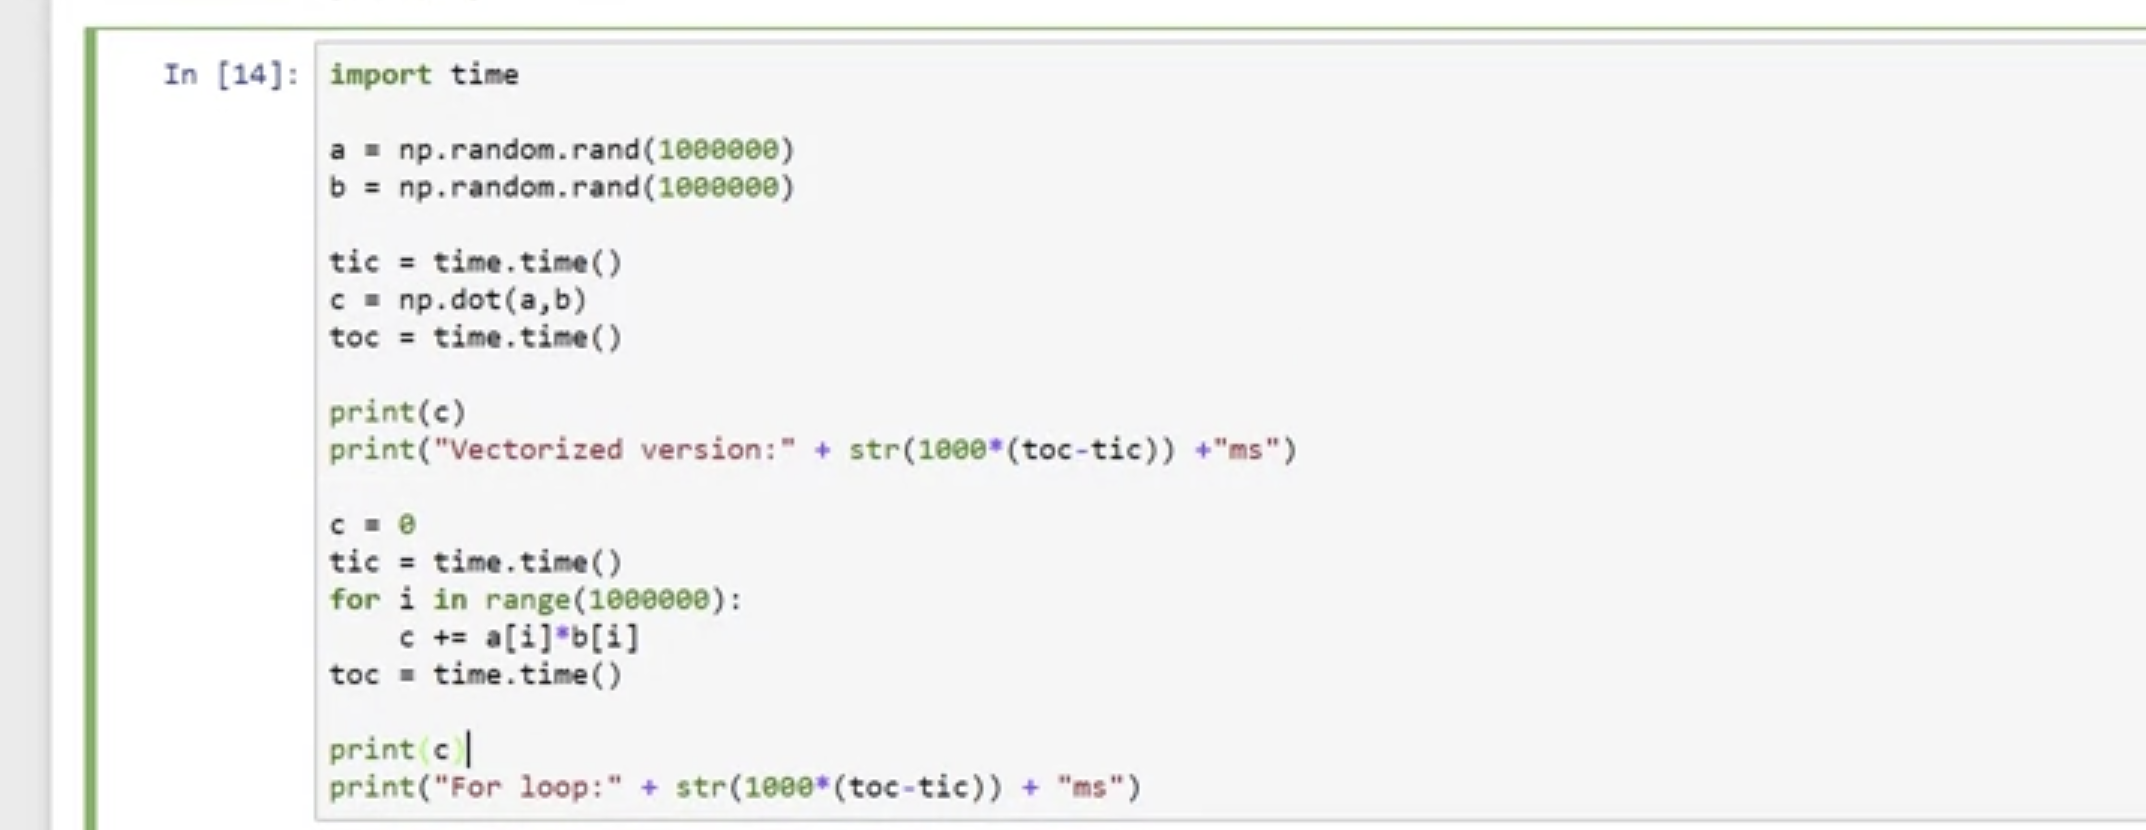 In [14]: import time
a = np.random.rand(1000000)
b = np.random.rand(1000000)
tic = time.time()
c = np.dot(a,b)
toc = time.time()
print(c)
print("Vectorized version:" + str(1000*(toc-tic)) +"ms")
c = 0
tic = time.time()
for i in range(1000000):
    c += a[i]*b[i]
toc = time.time()
print(c)
print("For loop:" + str(1000*(toc-tic)) + "ms")